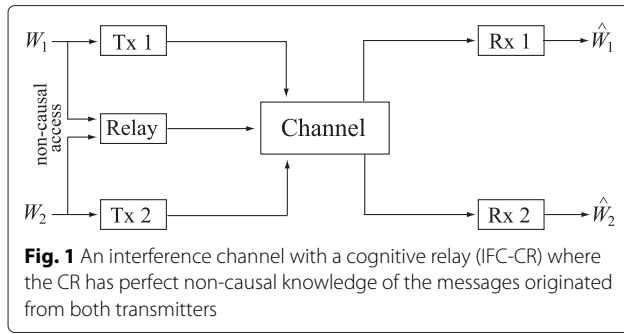 W₁ Tx 1 Rx 1 Ŵ₁
non-causal
access
Relay Channel
W₂ Tx 2 Rx 2 Ŵ₂
Fig. 1 An interference channel with a cognitive relay (IFC-CR) where
the CR has perfect non-causal knowledge of the messages originated
from both transmitters